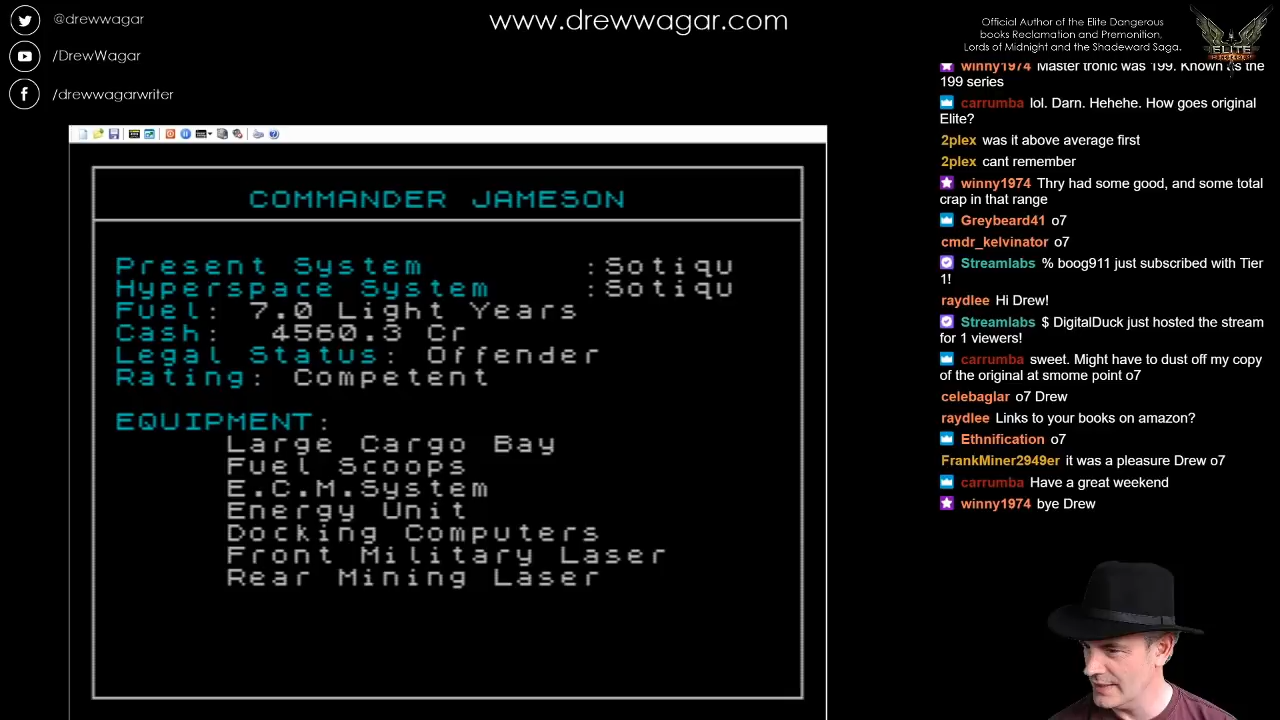 @drewwagar
/DrewWagar
/drewwagarwriter
www.drewwagar.com
Official Author of the Elite Dangerous
books Reclamation and Premonition,
Lords of Midnight and the Shadeward Saga.
ELITE
COMMANDER JAMESON
Present System :Sotiqu
Hyperspace System :Sotiqu
Fuel: 7.0 Light Years
Cash: 4560.3 Cr
Legal Status: Offender
Rating: Competent
EQUIPMENT:
Large Cargo Bay
Fuel Scoops
E.C.M.System
Energy Unit
Docking Computers
Front Military Laser
Rear Mining Laser
winny1974 Master tronic was 199. Known as the
199 series
carrumba lol. Darn. Hehehe. How goes original
Elite?
2plex was it above average first
2plex cant remember
winny1974 Thry had some good, and some total
crap in that range
Greybeard41 o7
cmdr_kelvinator o7
Streamlabs % boog911 just subscribed with Tier
1!
raydlee Hi Drew!
Streamlabs $ DigitalDuck just hosted the stream
for 1 viewers!
carrumba sweet. Might have to dust off my copy
of the original at smome point o7
celebaglar o7 Drew
raydlee Links to your books on amazon?
Ethnification o7
FrankMiner2949er it was a pleasure Drew o7
carrumba Have a great weekend
winny1974 bye Drew